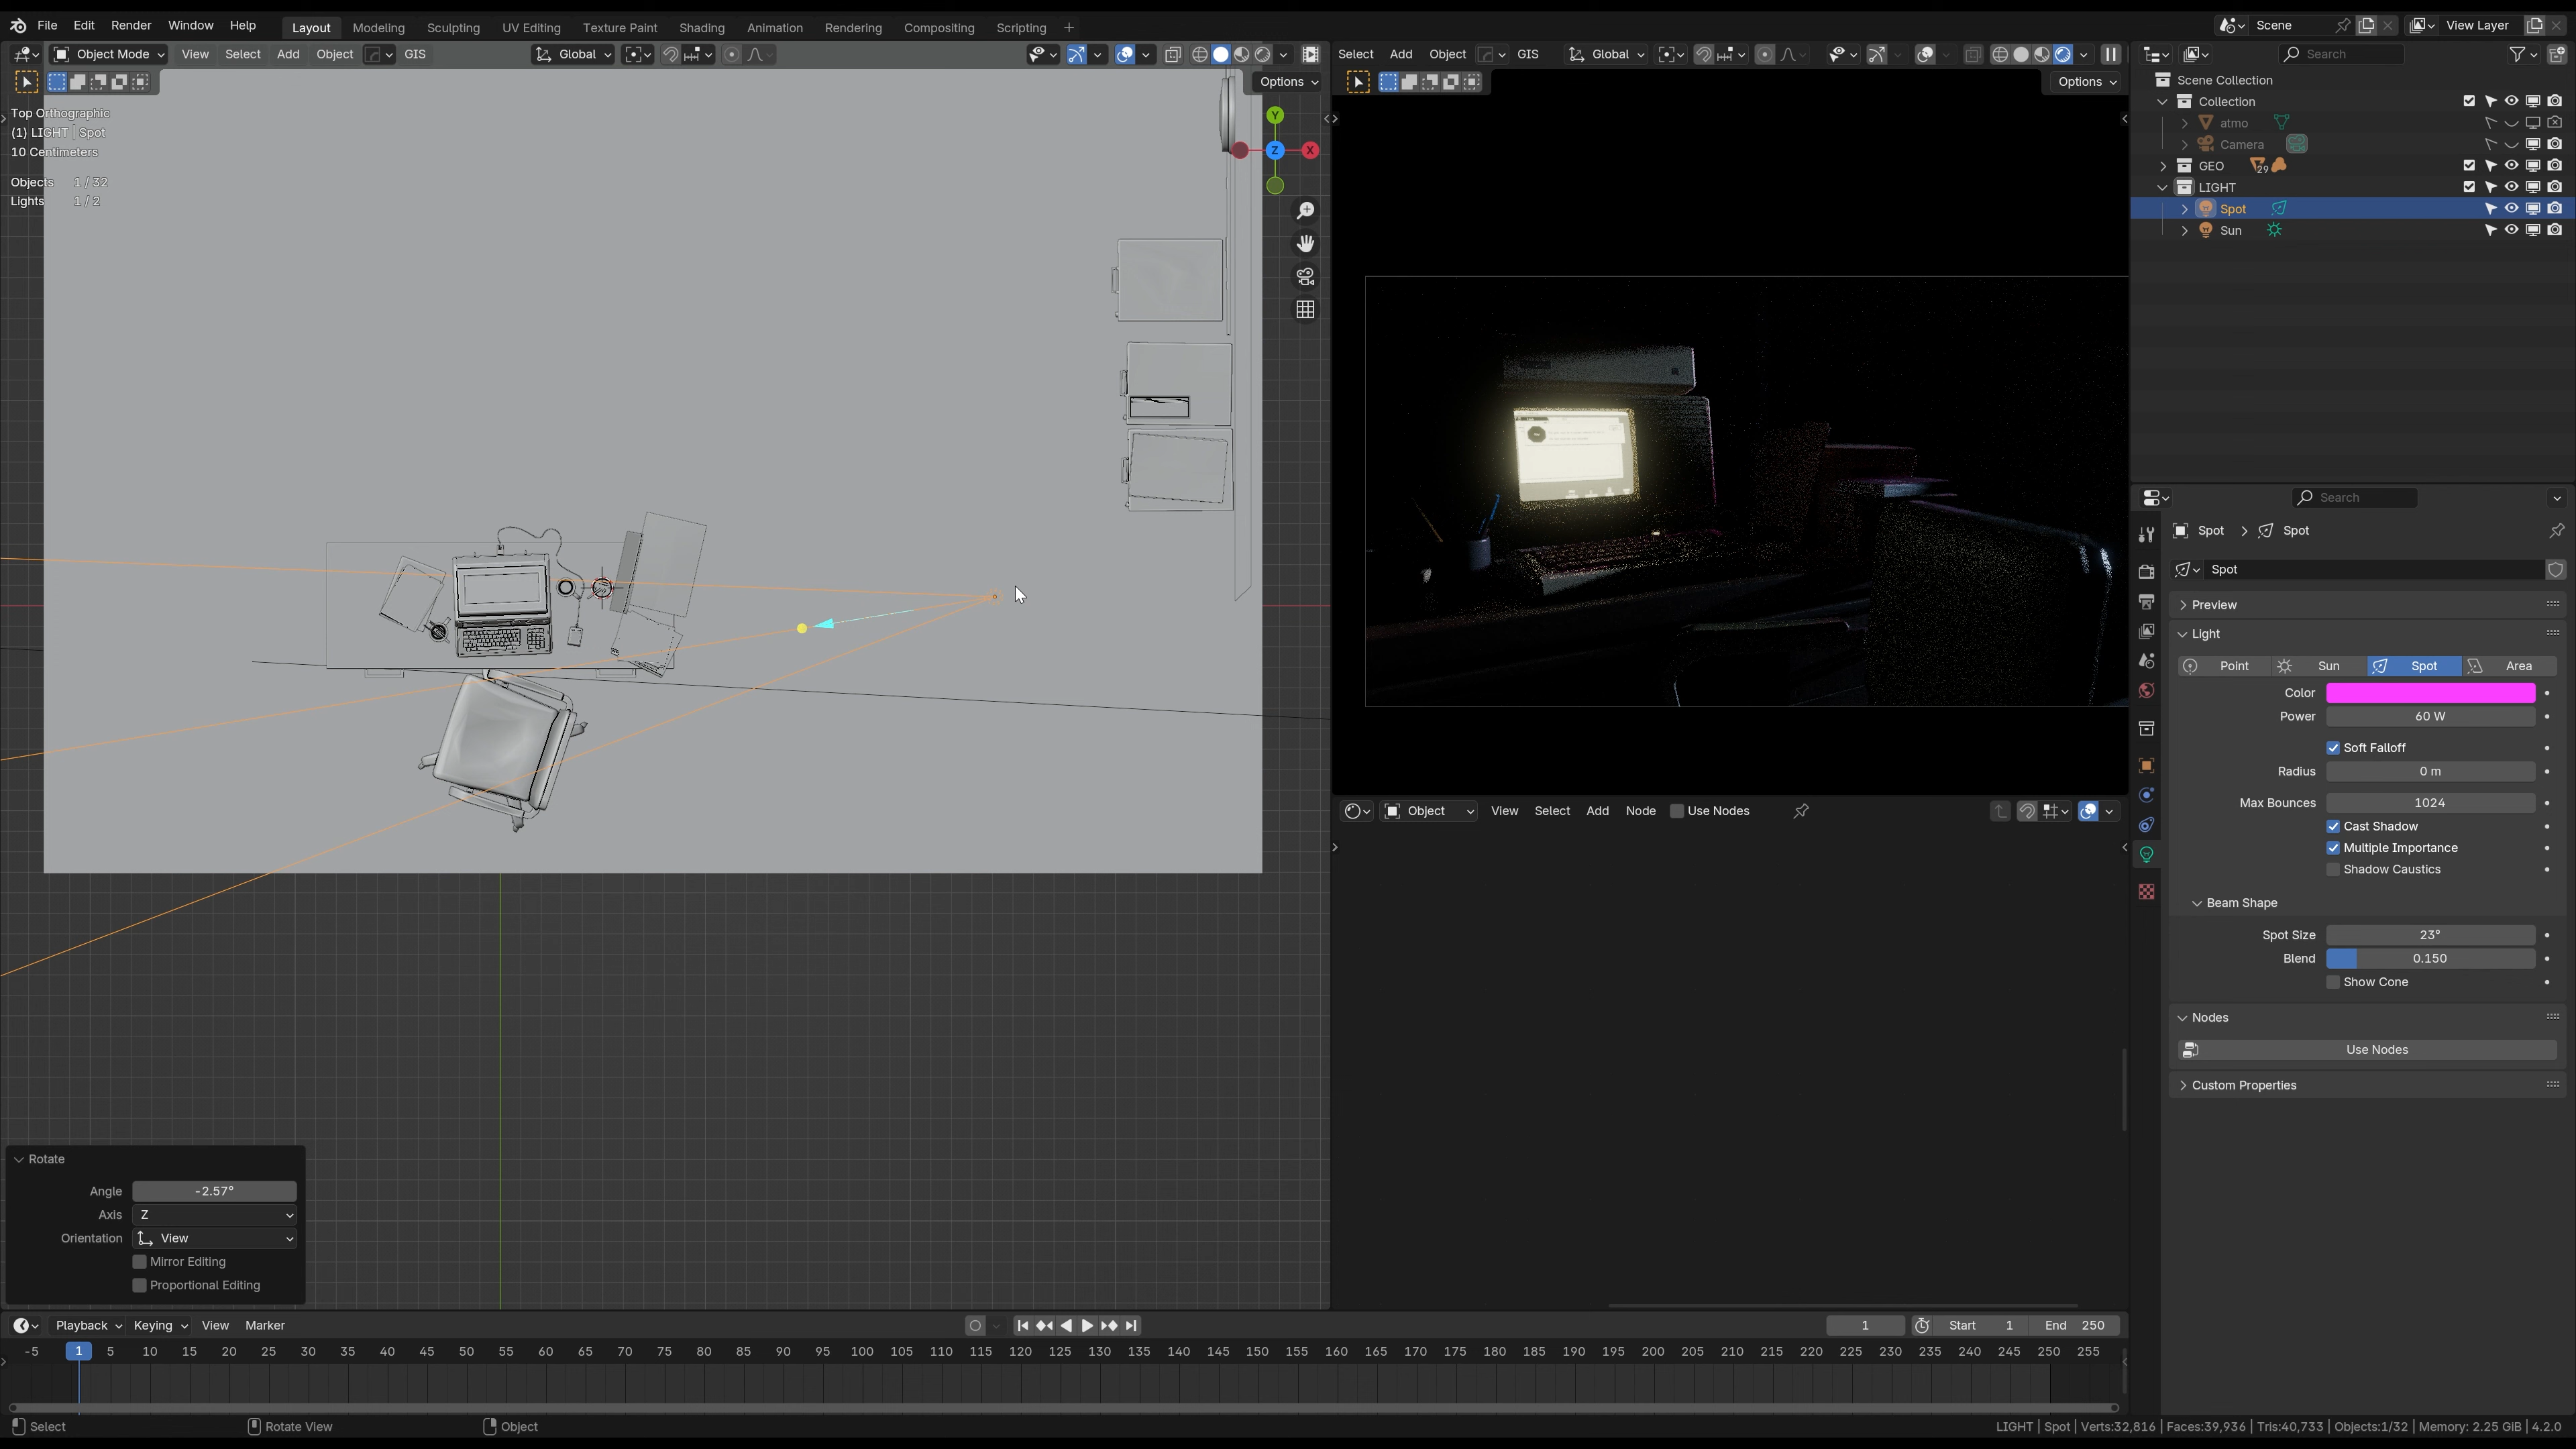 File Edit Render Window Help Layout Modeling Sculpting UV Editing Texture Paint Shading Animation Rendering Compositing Scripting + Scene View Layer
Object Mode View Select Add Object GIS Global
Select Add Object GIS Global
Search
Options
Options
Top Orthographic
(1) LIGHT | Spot
10 Centimeters
Objects 1 / 32
Lights 1 / 2
Y
Z
X
Scene Collection
Collection
atmo
Camera
GEO 29
LIGHT
Spot
Sun
Search
Spot > Spot
Spot
Preview
Light
Point Sun Spot Area
Color
Power 60 W
Soft Falloff
Radius 0 m
Max Bounces 1024
Cast Shadow
Multiple Importance
Shadow Caustics
Beam Shape
Spot Size 23°
Blend 0.150
Show Cone
Nodes
Use Nodes
Custom Properties
Object View Select Add Node Use Nodes
Rotate
Angle -2.57°
Axis Z
Orientation View
Mirror Editing
Proportional Editing
Playback Keying View Marker 1 Start 1 End 250
-5 1 5 10 15 20 25 30 35 40 45 50 55 60 65 70 75 80 85 90 95 100 105 110 115 120 125 130 135 140 145 150 155 160 165 170 175 180 185 190 195 200 205 210 215 220 225 230 235 240 245 250 255
Select Rotate View Object LIGHT | Spot | Verts:32,816 | Faces:39,936 | Tris:40,733 | Objects:1/32 | Memory: 2.25 GiB | 4.2.0